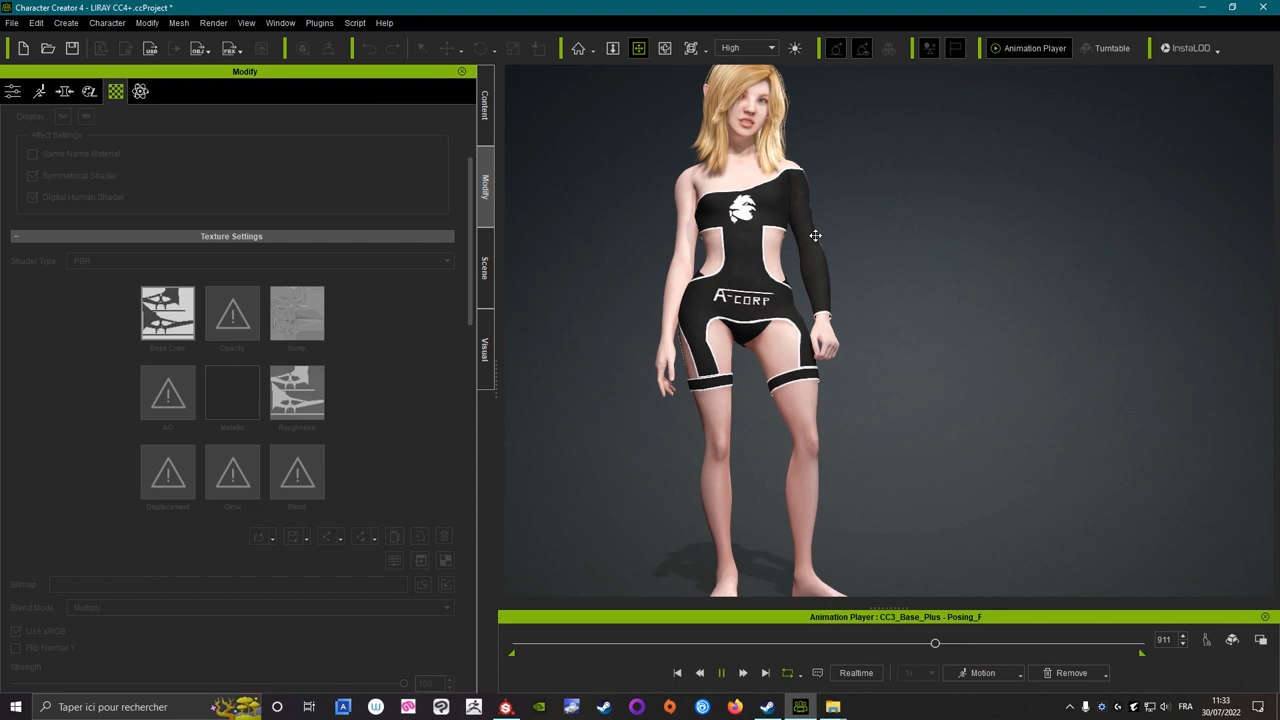 Character Creator 4 - LIRAY CC4+.ccProject *
File Edit Create Character Modify Mesh Render View Window Plugins Script Help
High Animation Player Turntable InstaLOD
Modify
Content
Modify
Scene
Visual
Display:
Affect Settings
Same Name Material
Symmetrical Shader
Digital Human Shader
Texture Settings
Shader Type : PBR
Base Color Opacity Bump
AO Metallic Roughness
Displacement Glow Blend
Bitmap
Blend Mode Multiply
Use sRGB
Flip Normal Y
Strength
100
A-CORP
Animation Player : CC3_Base_Plus - Posing_F
911
Realtime 1x Motion Remove
Taper ici pour rechercher
FRA
11:33
30/07/2022